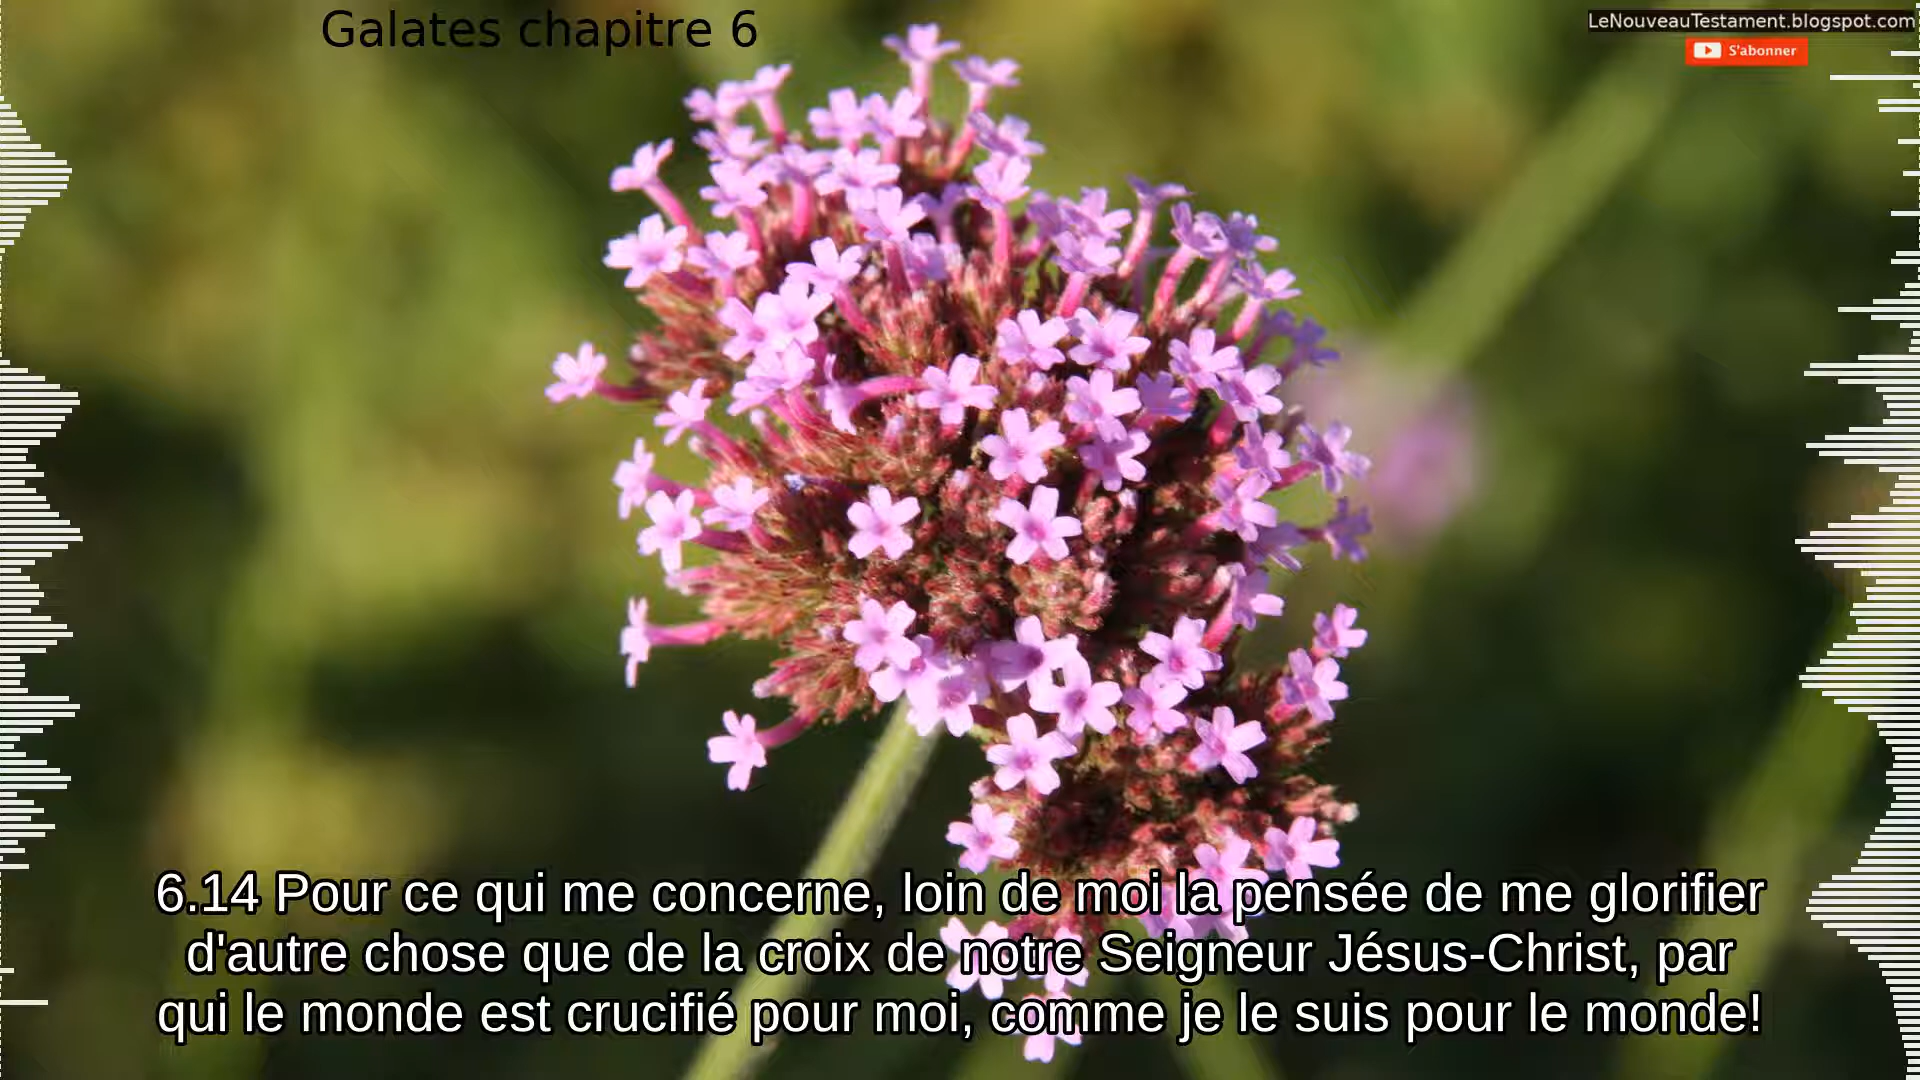 Galates chapitre 6
LeNouveauTestament.blogspot.com
S'abonner
6.14 Pour ce qui me concerne, loin de moi la pensée de me glorifier
d'autre chose que de la croix de notre Seigneur Jésus-Christ, par
qui le monde est crucifié pour moi, comme je le suis pour le monde!